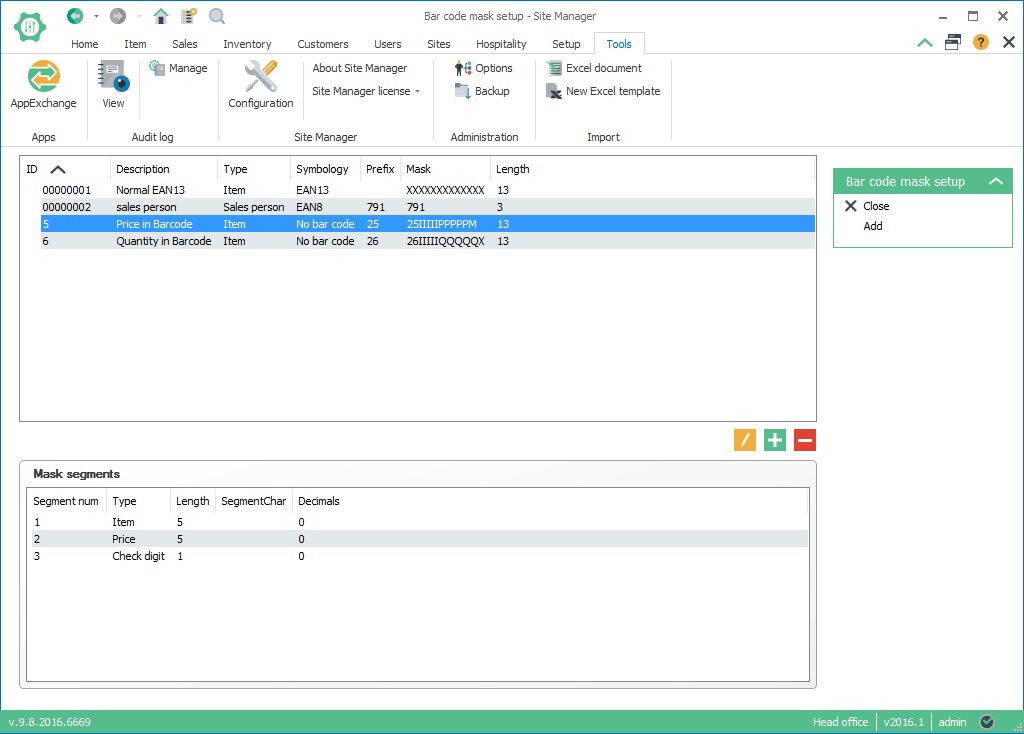 Bar code mask setup - Site Manager
Home Item Sales Inventory Customers Users Sites Hospitality Setup Tools
AppExchange
Apps
View
Manage
Audit log
Configuration
About Site Manager
Site Manager license
Site Manager
Options
Backup
Administration
Excel document
New Excel template
Import
ID Description Type Symbology Prefix Mask Length
00000001 Normal EAN13 Item EAN13 XXXXXXXXXXXXX 13
00000002 sales person Sales person EAN8 791 791 3
5 Price in Barcode Item No bar code 25 25IIIIIPPPPPM 13
6 Quantity in Barcode Item No bar code 26 26IIIIIQQQQQX 13
Bar code mask setup
Close
Add
Mask segments
Segment num Type Length SegmentChar Decimals
1 Item 5 0
2 Price 5 0
3 Check digit 1 0
v.9.8.2016.6669 Head office v2016.1 admin